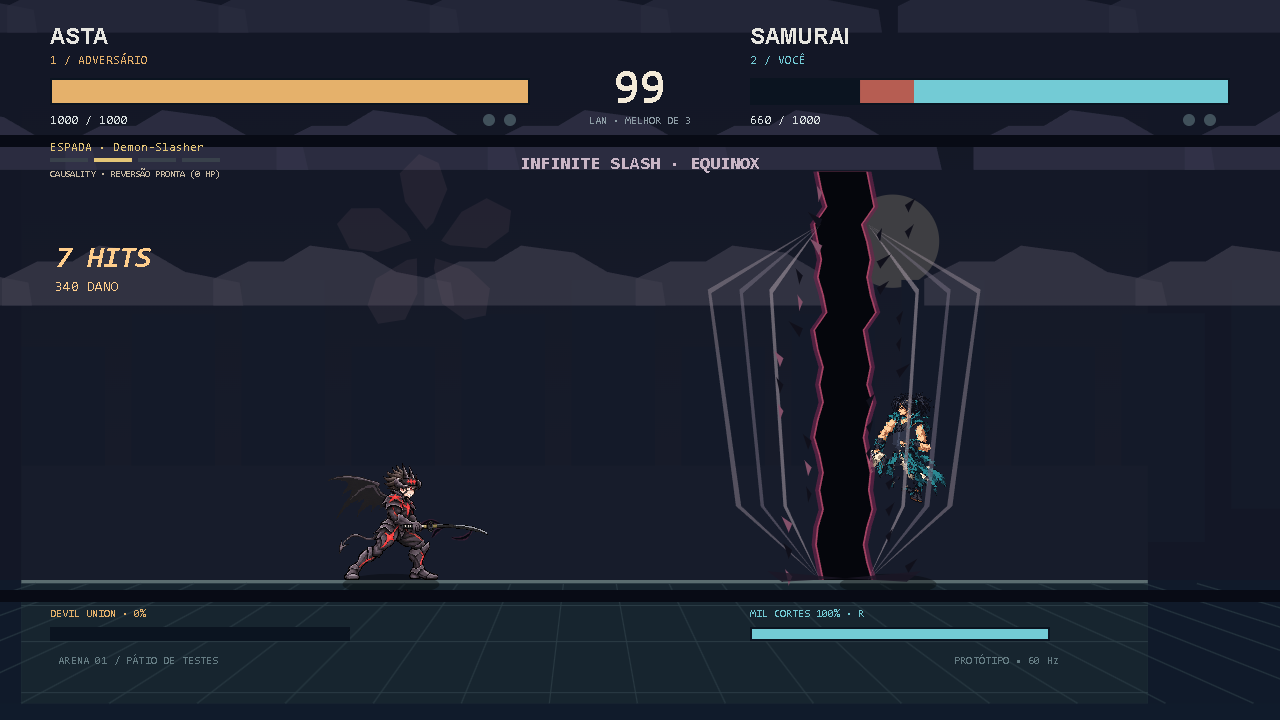 ASTA
1 / ADVERSÁRIO
1000 / 1000
99
LAN · MELHOR DE 3
SAMURAI
2 / VOCÊ
660 / 1000
ESPADA · Demon-Slasher
CAUSALITY · REVERSÃO PRONTA (0 HP)
INFINITE SLASH · EQUINOX
7 HITS
340 DANO
DEVIL UNION · 0%
MIL CORTES 100% · R
ARENA 01 / PÁTIO DE TESTES
PROTÓTIPO • 60 Hz